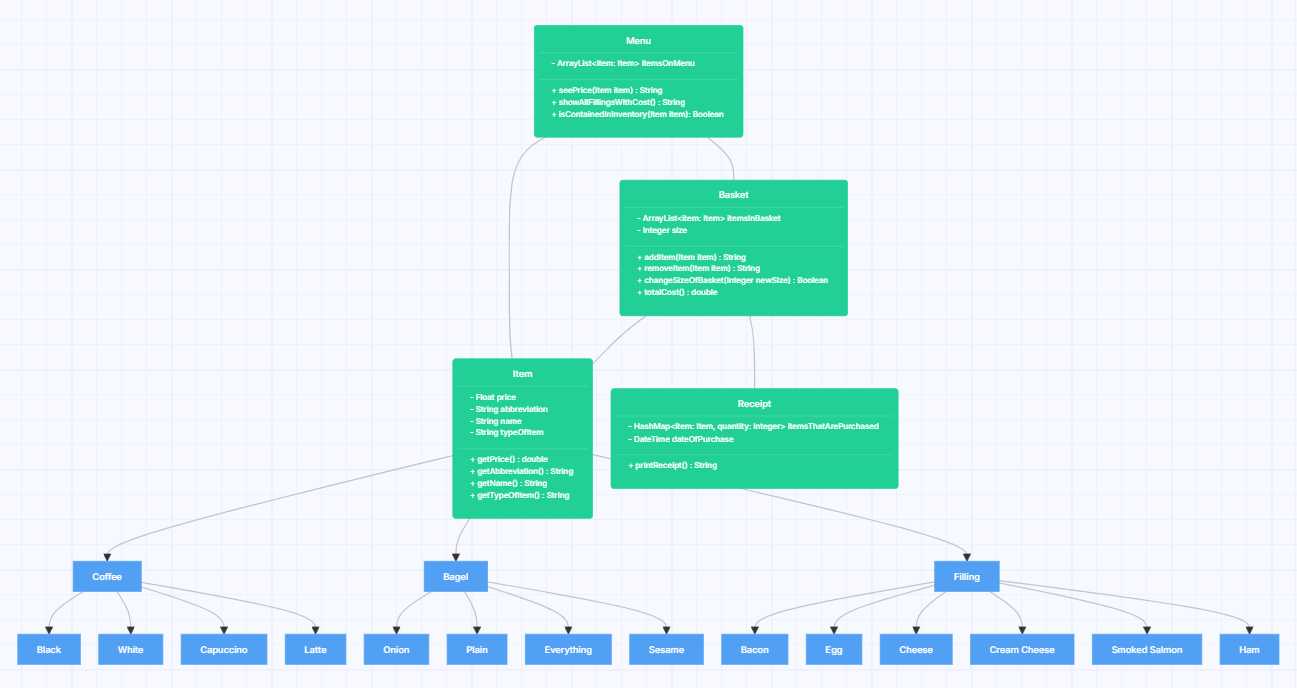 Menu
- ArrayList<item: Item> itemsOnMenu
+ seePrice(Item item) : String
+ showAllFillingsWithCost() : String
+ isContainedInInventory(Item item): Boolean
Basket
- ArrayList<item: Item> itemsInBasket
- Integer size
+ addItem(Item item) : String
+ removeItem(Item item) : String
+ changeSizeOfBasket(Integer newSize) : Boolean
+ totalCost() : double
Item
- Float price
- String abbreviation
- String name
- String typeOfItem
+ getPrice() : double
+ getAbbreviation() : String
+ getName() : String
+ getTypeOfItem() : String
Receipt
- HashMap<item: Item, quantity: Integer> itemsThatArePurchased
- DateTime dateOfPurchase
+ printReceipt() : String
Coffee
Bagel
Filling
Black
White
Capuccino
Latte
Onion
Plain
Everything
Sesame
Bacon
Egg
Cheese
Cream Cheese
Smoked Salmon
Ham